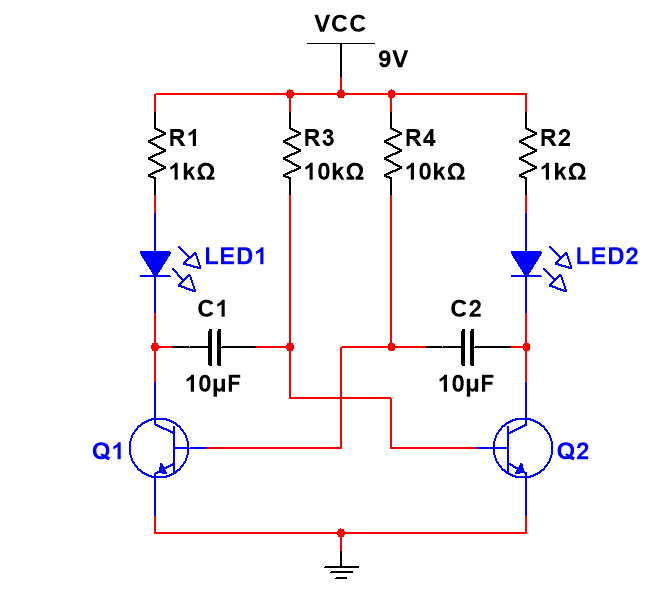 VCC
9V
R1
1kΩ
R3
10kΩ
R4
10kΩ
R2
1kΩ
LED1
LED2
C1
10µF
C2
10µF
Q1
Q2